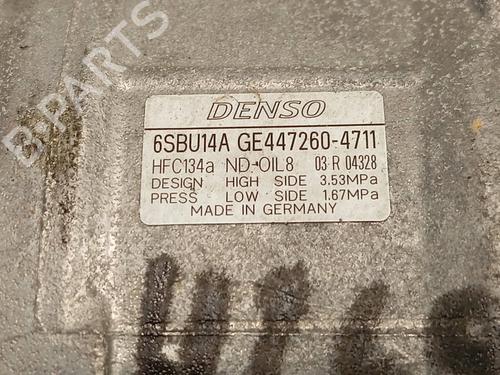 B-PARTS
DENSO
6SBU14A GE447260-4711
HFC134a ND-OIL8 03 R 04328
DESIGN HIGH SIDE 3.53MPa
PRESS LOW SIDE 1.67MPa
MADE IN GERMANY